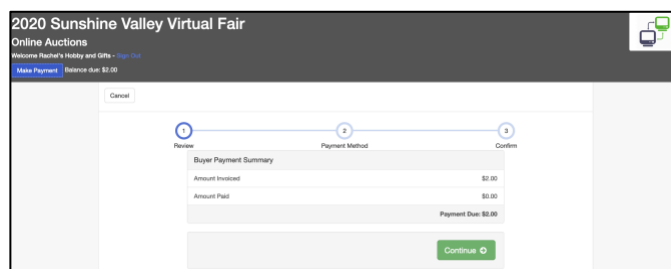 2020 Sunshine Valley Virtual Fair
Online Auctions
Welcome Rachel's Hobby and Gifts – Sign Out
Make Payment Balance due: $2.00
Cancel
1 2 3
Review Payment Method Confirm
Buyer Payment Summary
Amount Invoiced $2.00
Amount Paid $0.00
Payment Due: $2.00
Continue